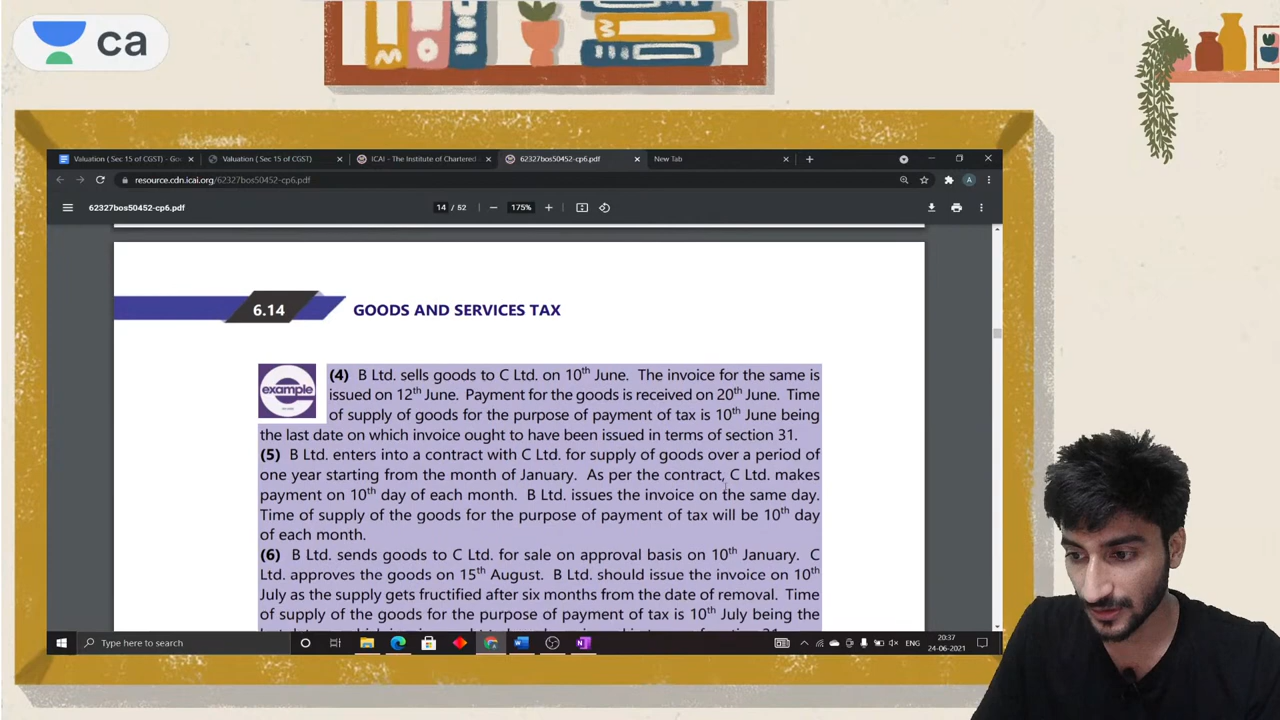 ca
Valuation ( Sec 15 of CGST) - Go
Valuation ( Sec 15 of CGST)
ICAI - The Institute of Chartered
62327bos50452-cp6.pdf
New Tab
resource.cdn.icai.org/62327bos50452-cp6.pdf
A
62327bos50452-cp6.pdf
14 / 52
175%
6.14
GOODS AND SERVICES TAX
example
(4) B Ltd. sells goods to C Ltd. on 10th June. The invoice for the same is
issued on 12th June. Payment for the goods is received on 20th June. Time
of supply of goods for the purpose of payment of tax is 10th June being
the last date on which invoice ought to have been issued in terms of section 31.
(5) B Ltd. enters into a contract with C Ltd. for supply of goods over a period of
one year starting from the month of January. As per the contract, C Ltd. makes
payment on 10th day of each month. B Ltd. issues the invoice on the same day.
Time of supply of the goods for the purpose of payment of tax will be 10th day
of each month.
(6) B Ltd. sends goods to C Ltd. for sale on approval basis on 10th January. C
Ltd. approves the goods on 15th August. B Ltd. should issue the invoice on 10th
July as the supply gets fructified after six months from the date of removal. Time
of supply of the goods for the purpose of payment of tax is 10th July being the
Type here to search
ENG
20:37
24-06-2021